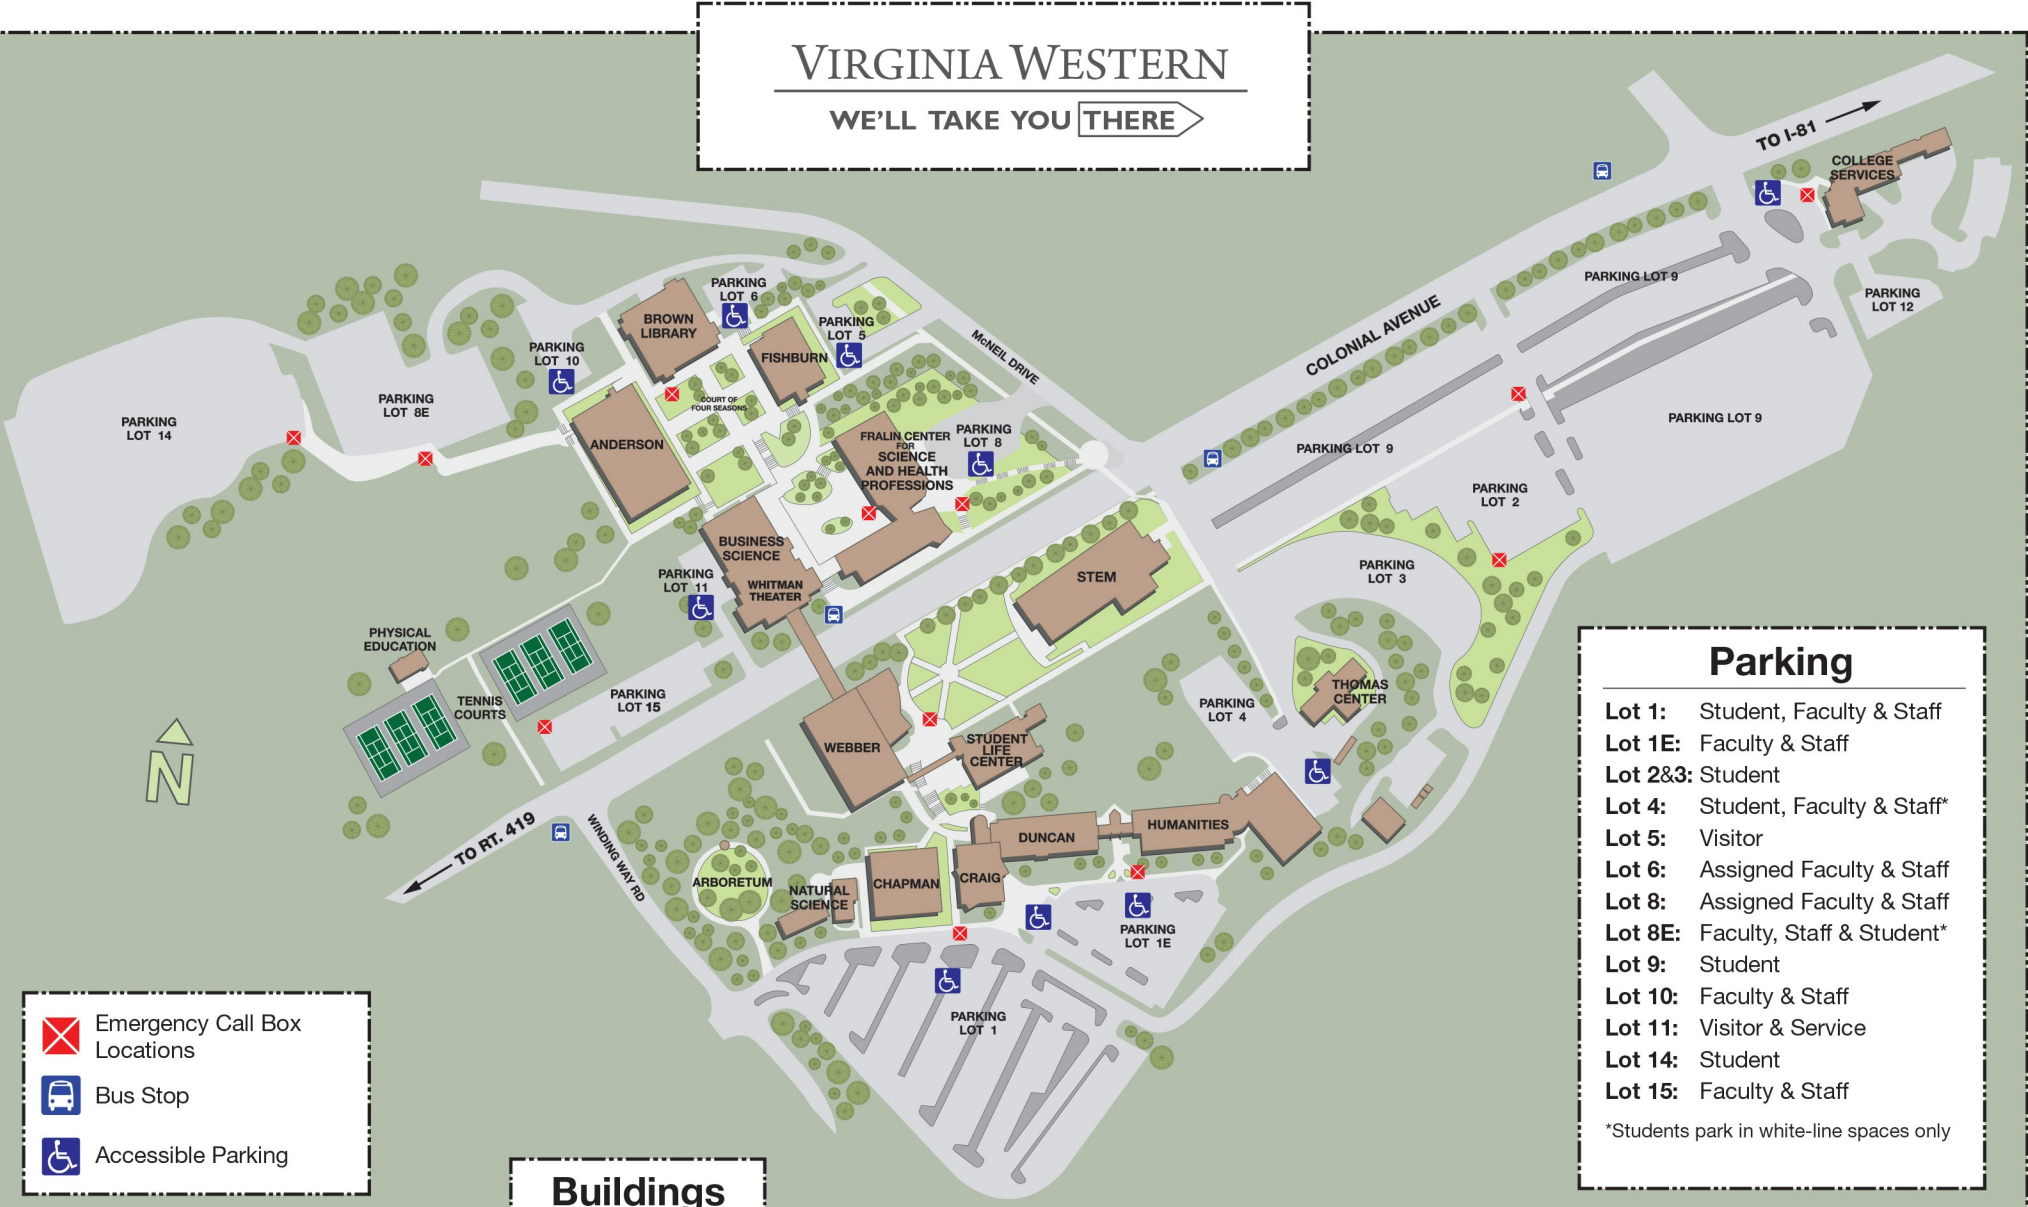 VIRGINIA WESTERN
WE'LL TAKE YOU THERE
TO I-81
COLLEGE
SERVICES
PARKING LOT 9
PARKING
LOT 12
COLONIAL AVENUE
PARKING LOT 9
PARKING LOT 9
PARKING
LOT 2
PARKING
LOT 3
McNEIL DRIVE
PARKING
LOT 6
BROWN
LIBRARY
PARKING
LOT 5
FISHBURN
PARKING
LOT 10
PARKING
LOT 8E
PARKING
LOT 14
COURT OF
FOUR SEASONS
ANDERSON
FRALIN CENTER
FOR
SCIENCE
AND HEALTH
PROFESSIONS
PARKING
LOT 8
BUSINESS
SCIENCE
WHITMAN
THEATER
PARKING
LOT 11
STEM
PHYSICAL
EDUCATION
TENNIS
COURTS
PARKING
LOT 15
THOMAS
CENTER
PARKING
LOT 4
WEBBER
STUDENT
LIFE
CENTER
N
TO RT. 419
WINDING WAY RD
DUNCAN
HUMANITIES
ARBORETUM
NATURAL
SCIENCE
CHAPMAN
CRAIG
PARKING
LOT 1E
PARKING
LOT 1
Parking
Lot 1: Student, Faculty & Staff
Lot 1E: Faculty & Staff
Lot 2&3: Student
Lot 4: Student, Faculty & Staff*
Lot 5: Visitor
Lot 6: Assigned Faculty & Staff
Lot 8: Assigned Faculty & Staff
Lot 8E: Faculty, Staff & Student*
Lot 9: Student
Lot 10: Faculty & Staff
Lot 11: Visitor & Service
Lot 14: Student
Lot 15: Faculty & Staff
*Students park in white-line spaces only
Emergency Call Box
Locations
Bus Stop
Accessible Parking
Buildings